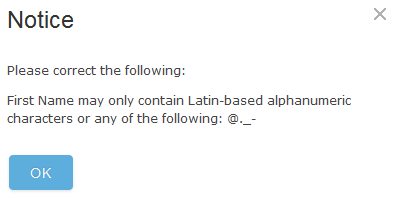 Notice
Please correct the following:
First Name may only contain Latin-based alphanumeric
characters or any of the following: @._-
OK